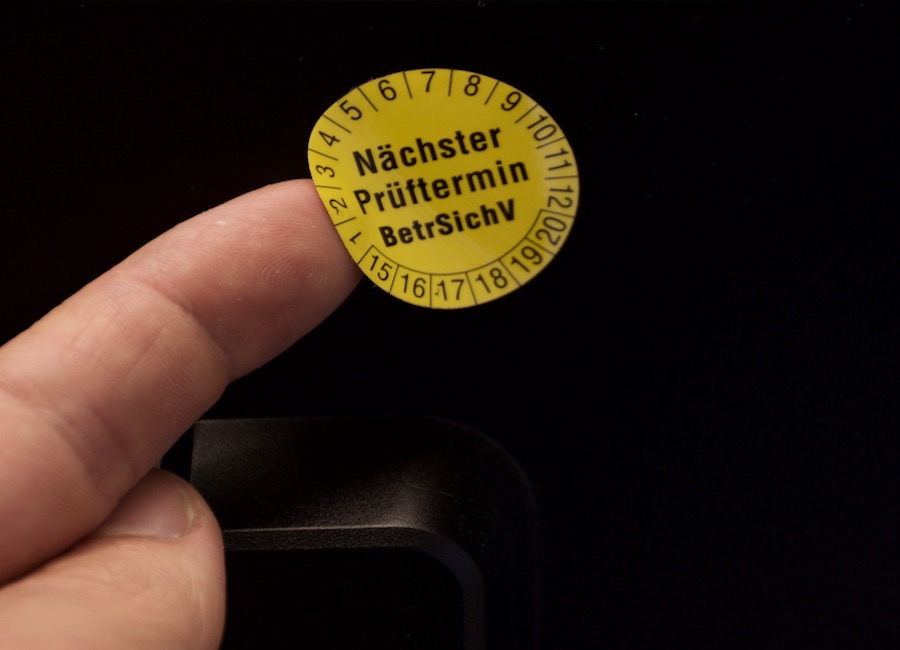 1 2 3 4 5 6 7 8 9 10 11 12
Nächster
Prüftermin
BetrSichV
15 16 17 18 19 20